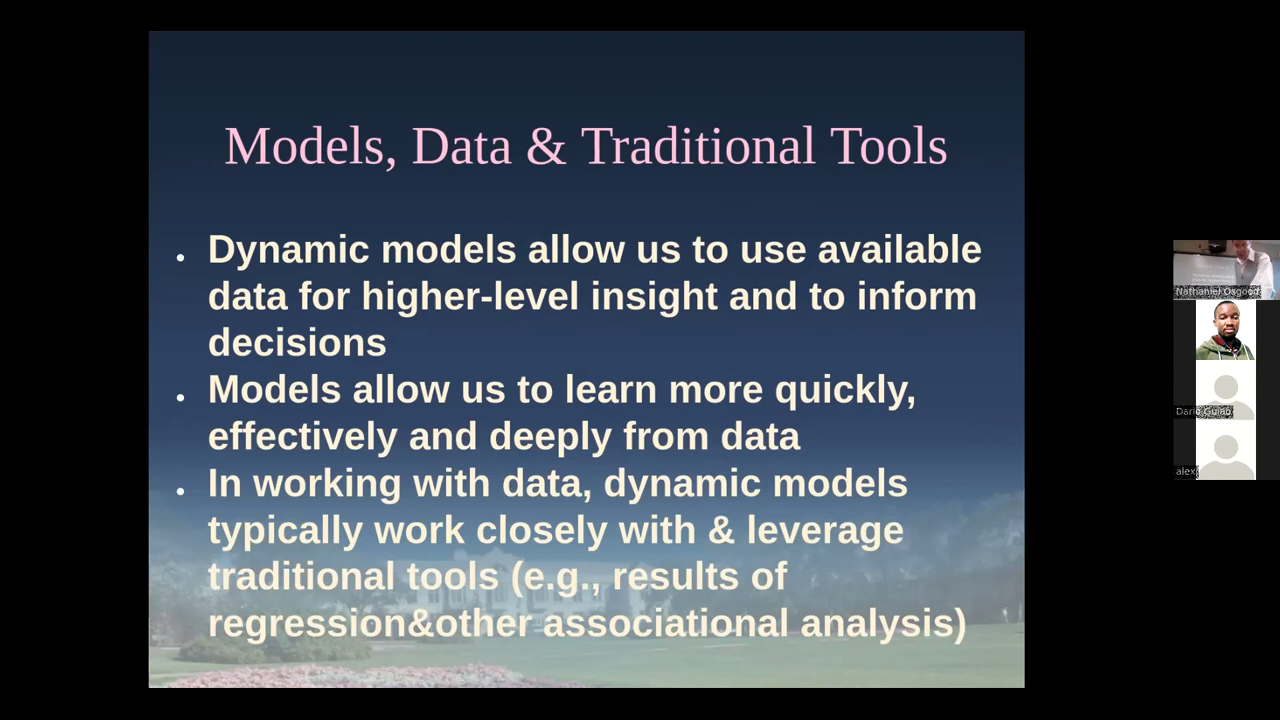 Models, Data & Traditional Tools
Dynamic models allow us to use available
data for higher-level insight and to inform
decisions
Models allow us to learn more quickly,
effectively and deeply from data
In working with data, dynamic models
typically work closely with & leverage
traditional tools (e.g., results of
regression&other associational analysis)
Nathaniel Osgood
alex